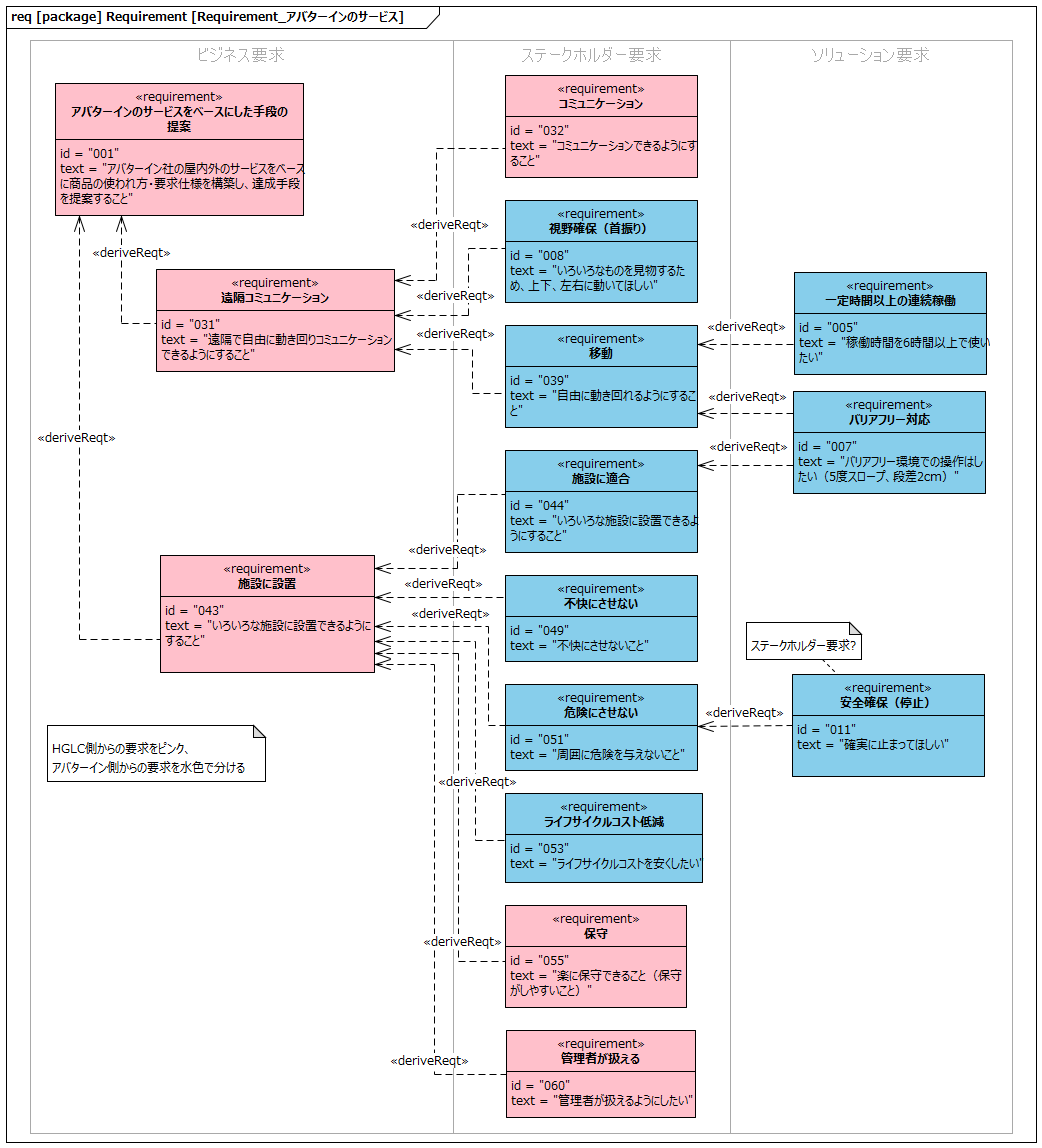 req [package] Requirement [Requirement_アバターインのサービス]
ビジネス要求
ステークホルダー要求
ソリューション要求
«requirement»
アバターインのサービスをベースにした手段の
提案
id = "001"
text = "アバターイン社の屋内外のサービスをベース
に商品の使われ方・要求仕様を構築し、達成手段
を提案すること"
«deriveReqt»
«requirement»
遠隔コミュニケーション
id = "031"
text = "遠隔で自由に動き回りコミュニケーション
できるようにすること"
«deriveReqt»
«requirement»
施設に設置
id = "043"
text = "いろいろな施設に設置できるように
すること"
HGLC側からの要求をピンク、
アバターイン側からの要求を水色で分ける
«requirement»
コミュニケーション
id = "032"
text = "コミュニケーションできるようにす
ること"
«deriveReqt»
«requirement»
視野確保（首振り）
id = "008"
text = "いろいろなものを見物するた
め、上下、左右に動いてほしい"
«deriveReqt»
«deriveReqt»
«requirement»
移動
id = "039"
text = "自由に動き回れるようにするこ
と"
«requirement»
施設に適合
id = "044"
text = "いろいろな施設に設置できるよ
うにすること"
«deriveReqt»
«deriveReqt»
«requirement»
不快にさせない
id = "049"
text = "不快にさせないこと"
«deriveReqt»
«requirement»
危険にさせない
id = "051"
text = "周囲に危険を与えないこと"
«deriveReqt»
«requirement»
ライフサイクルコスト低減
id = "053"
text = "ライフサイクルコストを安くしたい"
«deriveReqt»
«requirement»
保守
id = "055"
text = "楽に保守できること（保守
がしやすいこと）"
«deriveReqt»
«requirement»
管理者が扱える
id = "060"
text = "管理者が扱えるようにしたい"
«requirement»
一定時間以上の連続稼働
id = "005"
text = "稼働時間を6時間以上で使い
たい"
«deriveReqt»
«deriveReqt»
«requirement»
バリアフリー対応
id = "007"
text = "バリアフリー環境での操作はし
たい（5度スロープ、段差2cm）"
«deriveReqt»
ステークホルダー要求?
«requirement»
安全確保（停止）
id = "011"
text = "確実に止まってほしい"
«deriveReqt»